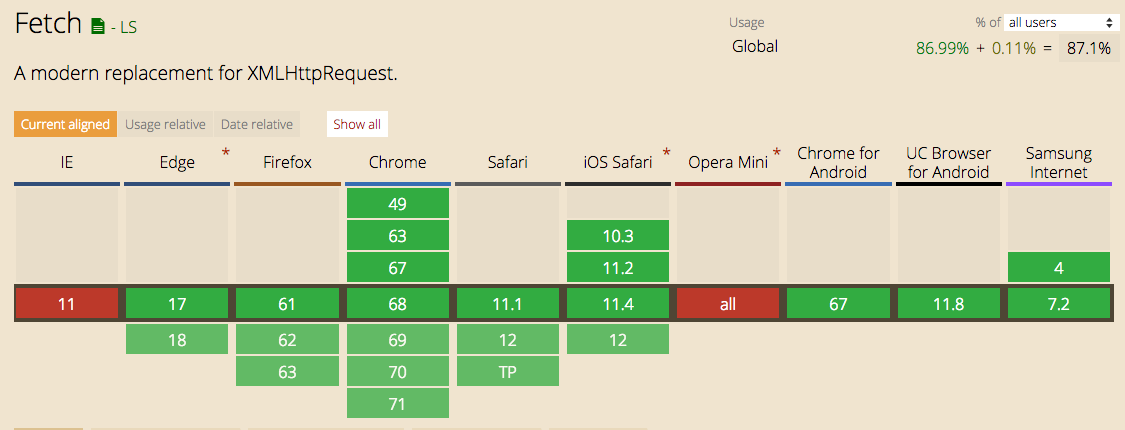 Fetch - LS
Usage % of all users
Global 86.99% + 0.11% = 87.1%
A modern replacement for XMLHttpRequest.
Current aligned Usage relative Date relative Show all
IE Edge * Firefox Chrome Safari iOS Safari * Opera Mini * Chrome for Android UC Browser for Android Samsung Internet
49
63 10.3
67 11.2 4
11 17 61 68 11.1 11.4 all 67 11.8 7.2
18 62 69 12 12
63 70 TP
71